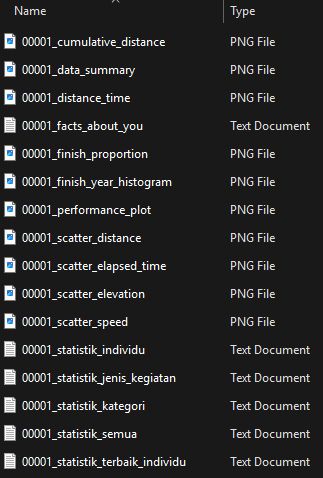 Name Type
00001_cumulative_distance PNG File
00001_data_summary PNG File
00001_distance_time PNG File
00001_facts_about_you Text Document
00001_finish_proportion PNG File
00001_finish_year_histogram PNG File
00001_performance_plot PNG File
00001_scatter_distance PNG File
00001_scatter_elapsed_time PNG File
00001_scatter_elevation PNG File
00001_scatter_speed PNG File
00001_statistik_individu Text Document
00001_statistik_jenis_kegiatan Text Document
00001_statistik_kategori Text Document
00001_statistik_semua Text Document
00001_statistik_terbaik_individu Text Document